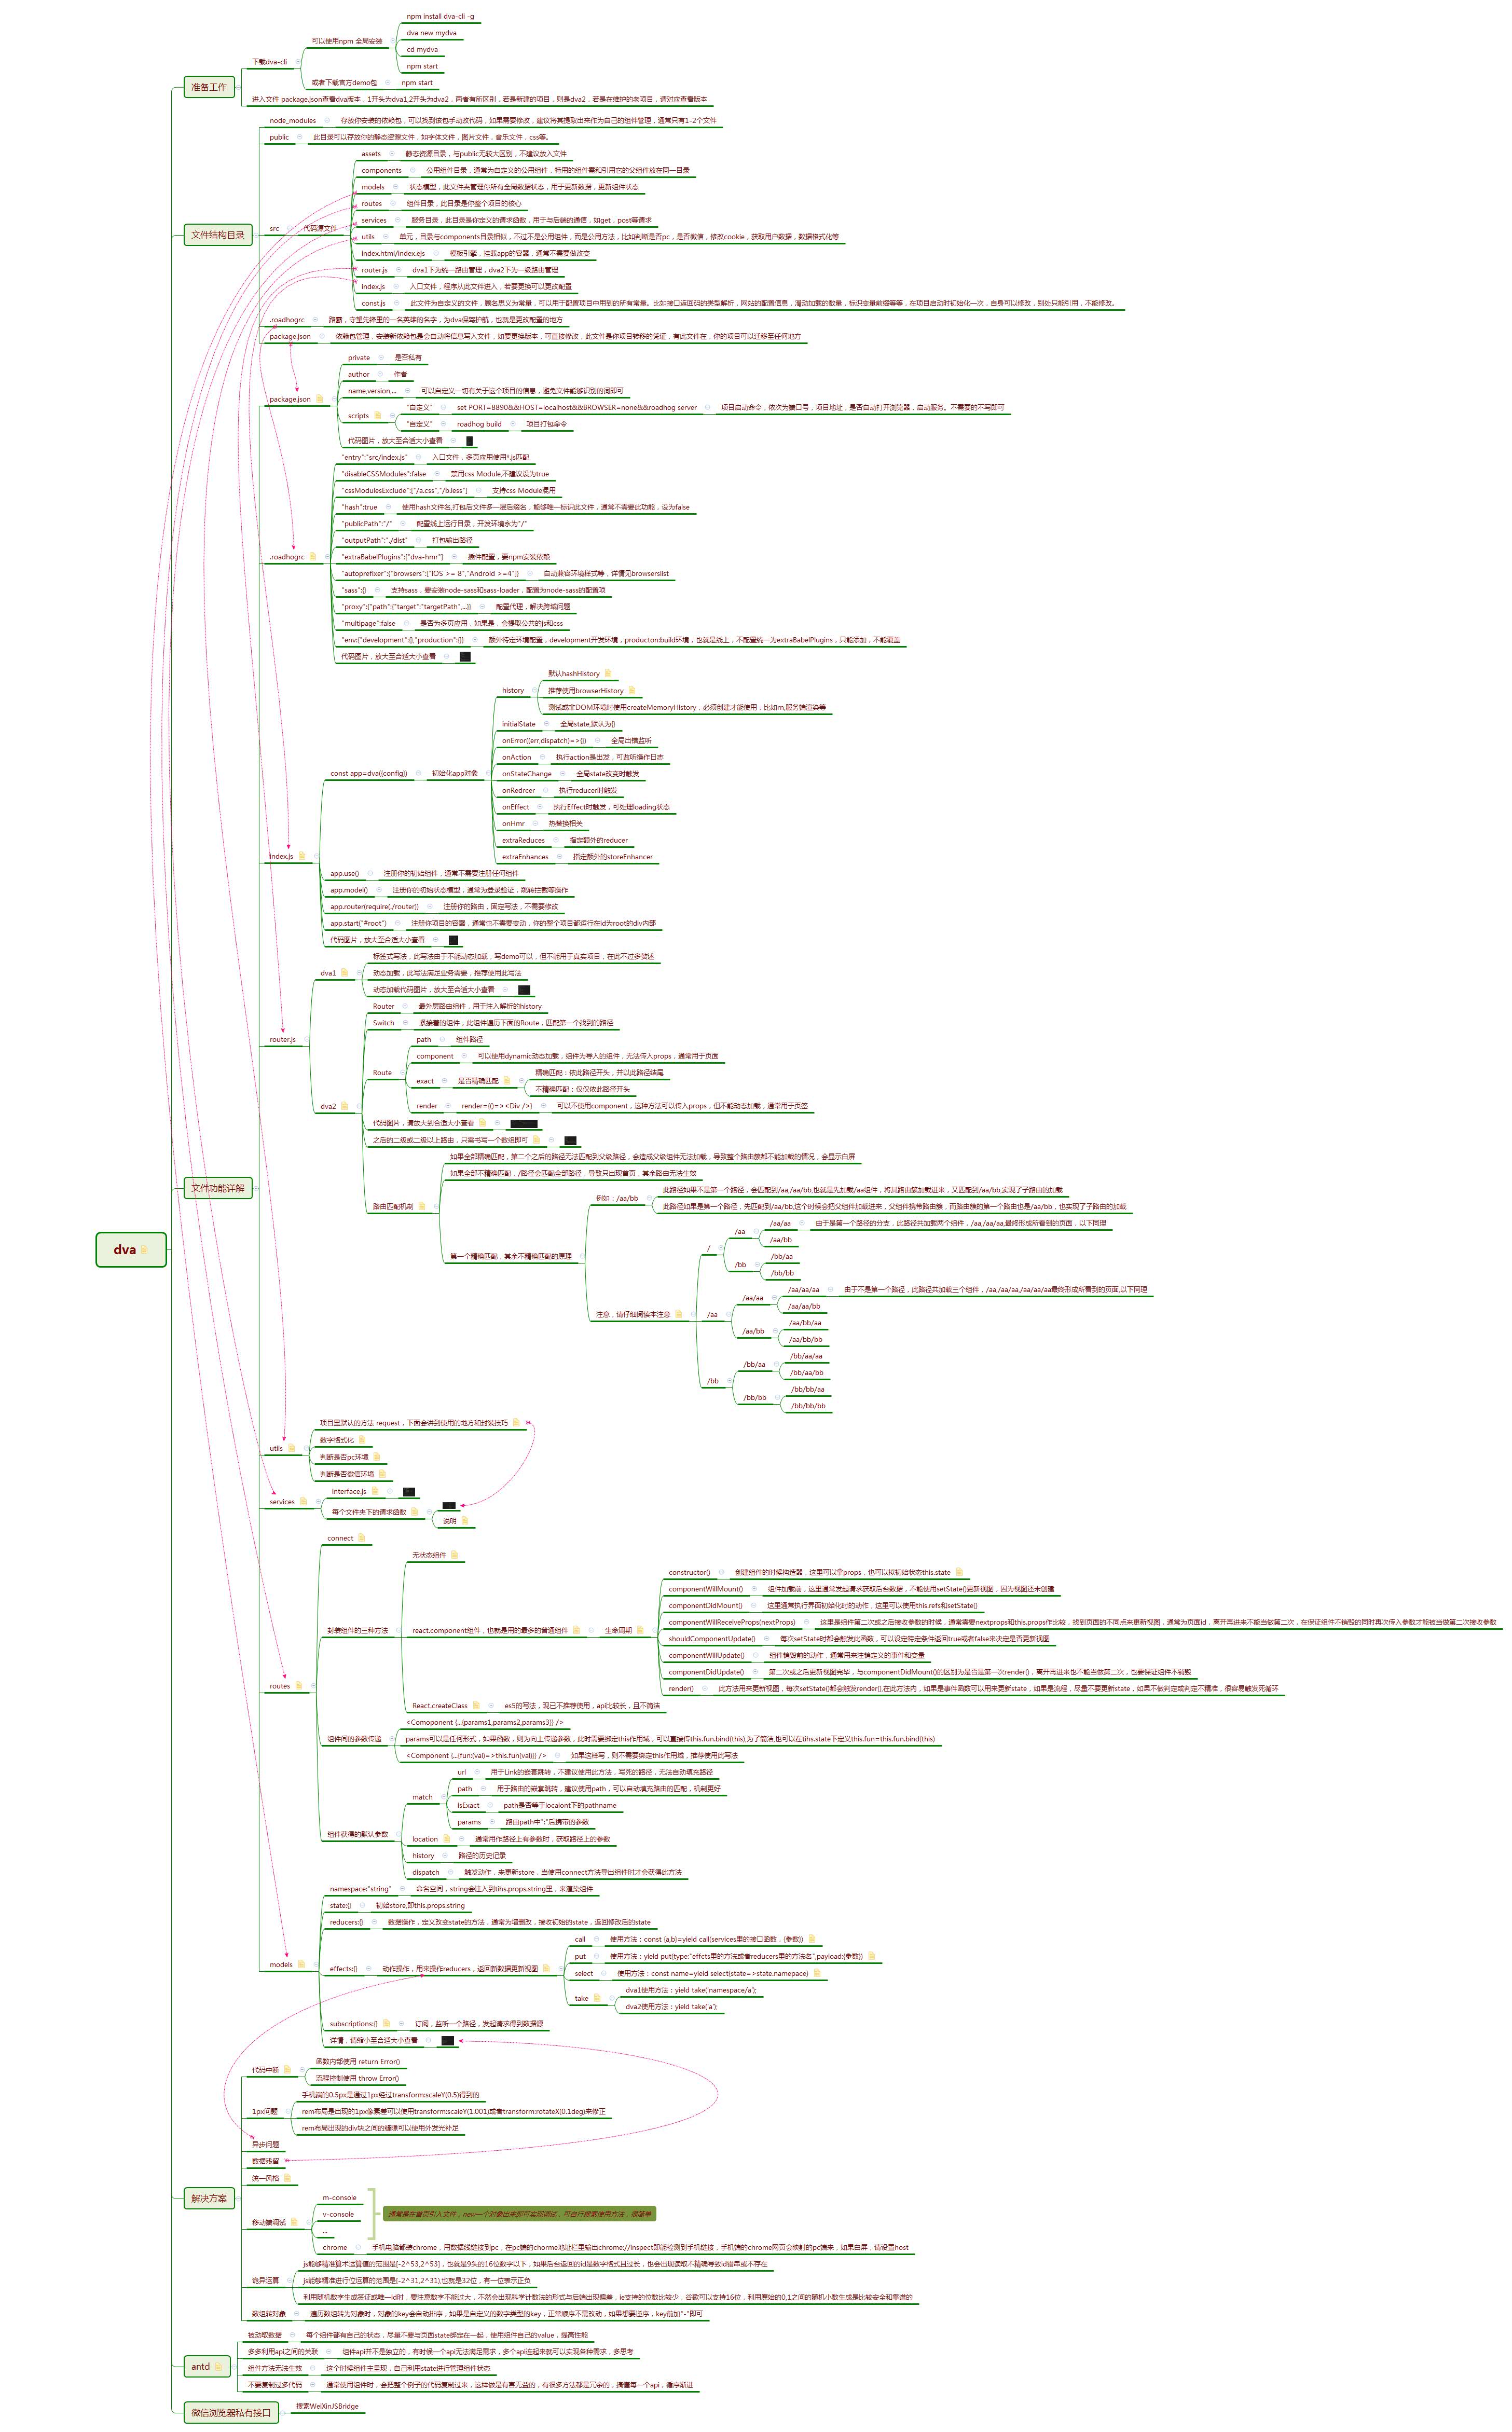 dva
准备工作
下载dva-cli
可以使用npm 全局安装
npm install dva-cli -g
dva new mydva
cd mydva
npm start
或者下载官方demo包
npm start
进入文件 package.json查看dva版本，1开头为dva1,2开头为dva2，两者有所区别，若是新建的项目，则是dva2，若是在维护的老项目，请对应查看版本
文件结构目录
node_modules
存放你安装的依赖包，可以找到该包手动改代码，如果需要修改，建议将其提取出来作为自己的组件管理，通常只有1-2个文件
public
此目录可以存放你的静态资源文件，如字体文件，图片文件，音乐文件，css等。
src
代码源文件
assets
静态资源目录，与public无较大区别，不建议放入文件
components
公用组件目录，通常为自定义的公用组件，特用的组件需和引用它的父组件放在同一目录
models
状态模型，此文件夹管理你所有全局数据状态，用于更新数据，更新组件状态
routes
组件目录，此目录是你整个项目的核心
services
服务目录，此目录是你定义的请求函数，用于与后端的通信，如get，post等请求
utils
单元，目录与components目录相似，不过不是公用组件，而是公用方法，比如判断是否pc，是否微信，修改cookie，获取用户数据，数据格式化等
index.html/index.ejs
模板引擎，挂载app的容器，通常不需要做改变
router.js
dva1下为统一路由管理，dva2下为一级路由管理
index.js
入口文件，程序从此文件进入，若要更换可以更改配置
const.js
此文件为自定义的文件，顾名思义为常量，可以用于配置项目中用到的所有常量。比如接口返回码的类型解析，网站的配置信息，滑动加载的数量，标识变量前缀等等，在项目启动时初始化一次，自身可以修改，别处只能引用，不能修改。
.roadhogrc
路霸，守望先锋里的一名英雄的名字，为dva保驾护航，也就是更改配置的地方
package.json
依赖包管理，安装新依赖包是会自动将信息写入文件，如要更换版本，可直接修改，此文件是你项目转移的凭证，有此文件在，你的项目可以迁移至任何地方
文件功能详解
package.json
private
是否私有
author
作者
name,version,...
可以自定义一切有关于这个项目的信息，避免文件能够识别的词即可
scripts
"自定义"
set PORT=8890&&HOST=localhost&&BROWSER=none&&roadhog server
项目启动命令，依次为端口号，项目地址，是否自动打开浏览器，启动服务。不需要的不写即可
"自定义"
roadhog build
项目打包命令
代码图片，放大至合适大小查看
.roadhogrc
"entry":"src/index.js"
入口文件，多页应用使用*.js匹配
"disableCSSModules":false
禁用css Module,不建议设为true
"cssModulesExclude":["/a.css","/b.less"]
支持css Module混用
"hash":true
使用hash文件名,打包后文件多一层后缀名，能够唯一标识此文件，通常不需要此功能，设为false
"publicPath":"/"
配置线上运行目录，开发环境永为"/"
"outputPath":"./dist"
打包输出路径
"extraBabelPlugins":["dva-hmr"]
插件配置，要npm安装依赖
"autoprefixer":{"browsers":["iOS >= 8","Android >=4"]}
自动兼容环境样式等，详情见browserslist
"sass":{}
支持sass，要安装node-sass和sass-loader，配置为node-sass的配置项
"proxy":{"path":{"target":"targetPath",...}}
配置代理，解决跨域问题
"multipage":false
是否为多页应用，如果是，会提取公共的js和css
"env:{"development":{},"production":{}}
额外特定环境配置，development开发环境，producton:build环境，也就是线上，不配置统一为extraBabelPlugins，只能添加，不能覆盖
代码图片，放大至合适大小查看
index.js
const app=dva({config})
初始化app对象
history
默认hashHistory
推荐使用browserHistory
测试或非DOM环境时使用createMemoryHistory，必须创建才能使用，比如rn,服务端渲染等
initialState
全局state,默认为{}
onError((err,dispatch)=>{})
全局出错监听
onAction
执行action是出发，可监听操作日志
onStateChange
全局state改变时触发
onRedrcer
执行reducer时触发
onEffect
执行Effect时触发，可处理loading状态
onHmr
热替换相关
extraReduces
指定额外的reducer
extraEnhances
指定额外的storeEnhancer
app.use()
注册你的初始组件，通常不需要注册任何组件
app.model()
注册你的初始状态模型，通常为登录验证，跳转拦截等操作
app.router(require(./router))
注册你的路由，固定写法，不需要修改
app.start("#root")
注册你项目的容器，通常也不需要变动，你的整个项目都运行在id为root的div内部
代码图片，放大至合适大小查看
router.js
dva1
标签式写法，此写法由于不能动态加载，写demo可以，但不能用于真实项目，在此不过多赘述
动态加载，此写法满足业务需要，推荐使用此写法
动态加载代码图片，放大至合适大小查看
dva2
Router
最外层路由组件，用于注入解析的history
Switch
紧接着的组件，此组件遍历下面的Route，匹配第一个找到的路径
Route
path
组件路径
component
可以使用dynamic动态加载，组件为导入的组件，无法传入props，通常用于页面
exact
是否精确匹配
精确匹配：依此路径开头，并以此路径结尾
不精确匹配：仅仅依此路径开头
render
render={()=><Div />}
可以不使用component，这种方法可以传入props，但不能动态加载，通常用于页签
代码图片，请放大到合适大小查看
之后的二级或二级以上路由，只需书写一个数组即可
路由匹配机制
如果全部精确匹配，第二个之后的路径无法匹配到父级路径，会造成父级组件无法加载，导致整个路由簇都不能加载的情况，会显示白屏
如果全部不精确匹配，/路径会匹配全部路径，导致只出现首页，其余路由无法生效
第一个精确匹配，其余不精确匹配的原理
例如：/aa/bb
此路径如果不是第一个路径，会匹配到/aa,/aa/bb,也就是先加载/aa组件，将其路由簇加载进来，又匹配到/aa/bb,实现了子路由的加载
此路径如果是第一个路径，先匹配到/aa/bb,这个时候会把父组件加载进来，父组件携带路由簇，而路由簇的第一个路由也是/aa/bb，也实现了子路由的加载
注意，请仔细阅读本注意
/
/aa
/aa/aa
由于是第一个路径的分支，此路径共加载两个组件，/aa,/aa/aa,最终形成所看到的页面，以下同理
/aa/bb
/bb
/bb/aa
/bb/bb
/aa
/aa/aa
/aa/aa/aa
由于不是第一个路径，此路径共加载三个组件，/aa,/aa/aa,/aa/aa/aa最终形成所看到的页面,以下同理
/aa/aa/bb
/aa/bb
/aa/bb/aa
/aa/bb/bb
/bb
/bb/aa
/bb/aa/aa
/bb/aa/bb
/bb/bb
/bb/bb/aa
/bb/bb/bb
utils
项目里默认的方法 request，下面会讲到使用的地方和封装技巧
数字格式化
判断是否pc环境
判断是否微信环境
services
interface.js
每个文件夹下的请求函数
说明
routes
connect
封装组件的三种方法
无状态组件
react.component组件，也就是用的最多的普通组件
生命周期
constructor()
创建组件的时候构造器，这里可以拿props，也可以拟初始状态this.state
componentWillMount()
组件加载前，这里通常发起请求获取后台数据，不能使用setState()更新视图，因为视图还未创建
componentDidMount()
这里通常执行界面初始化时的动作，这里可以使用this.refs和setState()
componentWillReceiveProps(nextProps)
这里是组件第二次或之后接收参数的时候，通常需要nextprops和this.props作比较，找到页面的不同点来更新视图，通常为页面id，离开再进来不能当做第二次，在保证组件不销毁的同时再次传入参数才能被当做第二次接收参数
shouldComponentUpdate()
每次setState时都会触发此函数，可以设定特定条件返回true或者false来决定是否更新视图
componentWillUpdate()
组件销毁前的动作，通常用来注销定义的事件和变量
componentDidUpdate()
第二次或之后更新视图完毕，与componentDidMount()的区别为是否是第一次render()，离开再进来也不能当做第二次，也要保证组件不销毁
render()
此方法用来更新视图，每次setState()都会触发render(),在此方法内，如果是事件函数可以用来更新state，如果是流程，尽量不要更新state，如果不做判定或判定不精准，很容易触发死循环
React.createClass
es5的写法，现已不推荐使用，api比较长，且不简洁
组件间的参数传递
<Comoponent {...{params1,params2,params3}} />
params可以是任何形式，如果函数，则为向上传递参数，此时需要绑定this作用域，可以直接传this.fun.bind(this),为了简洁,也可以在tihs.state下定义this.fun=this.fun.bind(this)
<Component {...{fun:(val)=>this.fun(val)}} />
如果这样写，则不需要绑定this作用域，推荐使用此写法
组件获得的默认参数
match
url
用于Link的嵌套跳转，不建议使用此方法，写死的路径，无法自动填充路径
path
用于路由的嵌套跳转，建议使用path，可以自动填充路由的匹配，机制更好
isExact
path是否等于locaiont下的pathname
params
路由path中":"后携带的参数
location
通常用作路径上有参数时，获取路径上的参数
history
路径的历史记录
dispatch
触发动作，来更新store，当使用connect方法导出组件时才会获得此方法
models
namespace:"string"
命名空间，string会注入到tihs.props.string里，来渲染组件
state:{}
初始store,即this.props.string
reducers:{}
数据操作，定义改变state的方法，通常为增删改，接收初始的state，返回修改后的state
effects:{}
动作操作，用来操作reducers，返回新数据更新视图
call
使用方法：const {a,b}=yield call(services里的接口函数，{参数})
put
使用方法：yield put(type:"effcts里的方法或者reducers里的方法名",payload:{参数})
select
使用方法：const name=yield select(state=>state.namepace)
take
dva1使用方法：yield take('namespace/a');
dva2使用方法：yield take('a');
subscriptions:{}
订阅，监听一个路径，发起请求得到数据源
详情，请缩小至合适大小查看
解决方案
代码中断
函数内部使用 return Error()
流程控制使用 throw Error()
1px问题
手机端的0.5px是通过1px经过transform:scaleY(0.5)得到的
rem布局是出现的1px像素差可以使用transform:scaleY(1.001)或者transform:rotateX(0.1deg)来修正
rem布局出现的div块之间的缝隙可以使用外发光补足
异步问题
数据残留
统一风格
移动端调试
m-console
v-console
...
通常是在首页引入文件，new一个对象出来即可实现调试，可自行搜索使用方法，很简单
chrome
手机电脑都装chrome，用数据线链接到pc，在pc端的chorme地址栏里输出chrome://inspect即能检测到手机链接，手机端的chrome网页会映射的pc端来，如果白屏，请设置host
诡异运算
js能够精准算术运算值的范围是[-2^53,2^53]，也就是9头的16位数字以下，如果后台返回的id是数字格式且过长，也会出现读取不精确导致id错率或不存在
js能够精准进行位运算的范围是[-2^31,2^31),也就是32位，有一位表示正负
利用随机数字生成签证或唯一id时，要注意数字不能过大，不然会出现科学计数法的形式与后端出现偏差，ie支持的位数比较少，谷歌可以支持16位，利用原始的0,1之间的随机小数生成是比较安全和靠谱的
数组转对象
遍历数组转为对象时，对象的key会自动排序，如果是自定义的数字类型的key，正常顺序不需改动，如果想要逆序，key前加"-"即可
antd
被动取数据
每个组件都有自己的状态，尽量不要与页面state绑定在一起，使用组件自己的value，提高性能
多多利用api之间的关联
组件api并不是独立的，有时候一个api无法满足需求，多个api连起来就可以实现各种需求，多思考
组件方法无法生效
这个时候组件主呈现，自己利用state进行管理组件状态
不要复制过多代码
通常使用组件时，会把整个例子的代码复制过来，这样做是有害无益的，有很多方法都是冗余的，搞懂每一个api，循序渐进
微信浏览器私有接口
搜索WeiXinJSBridge